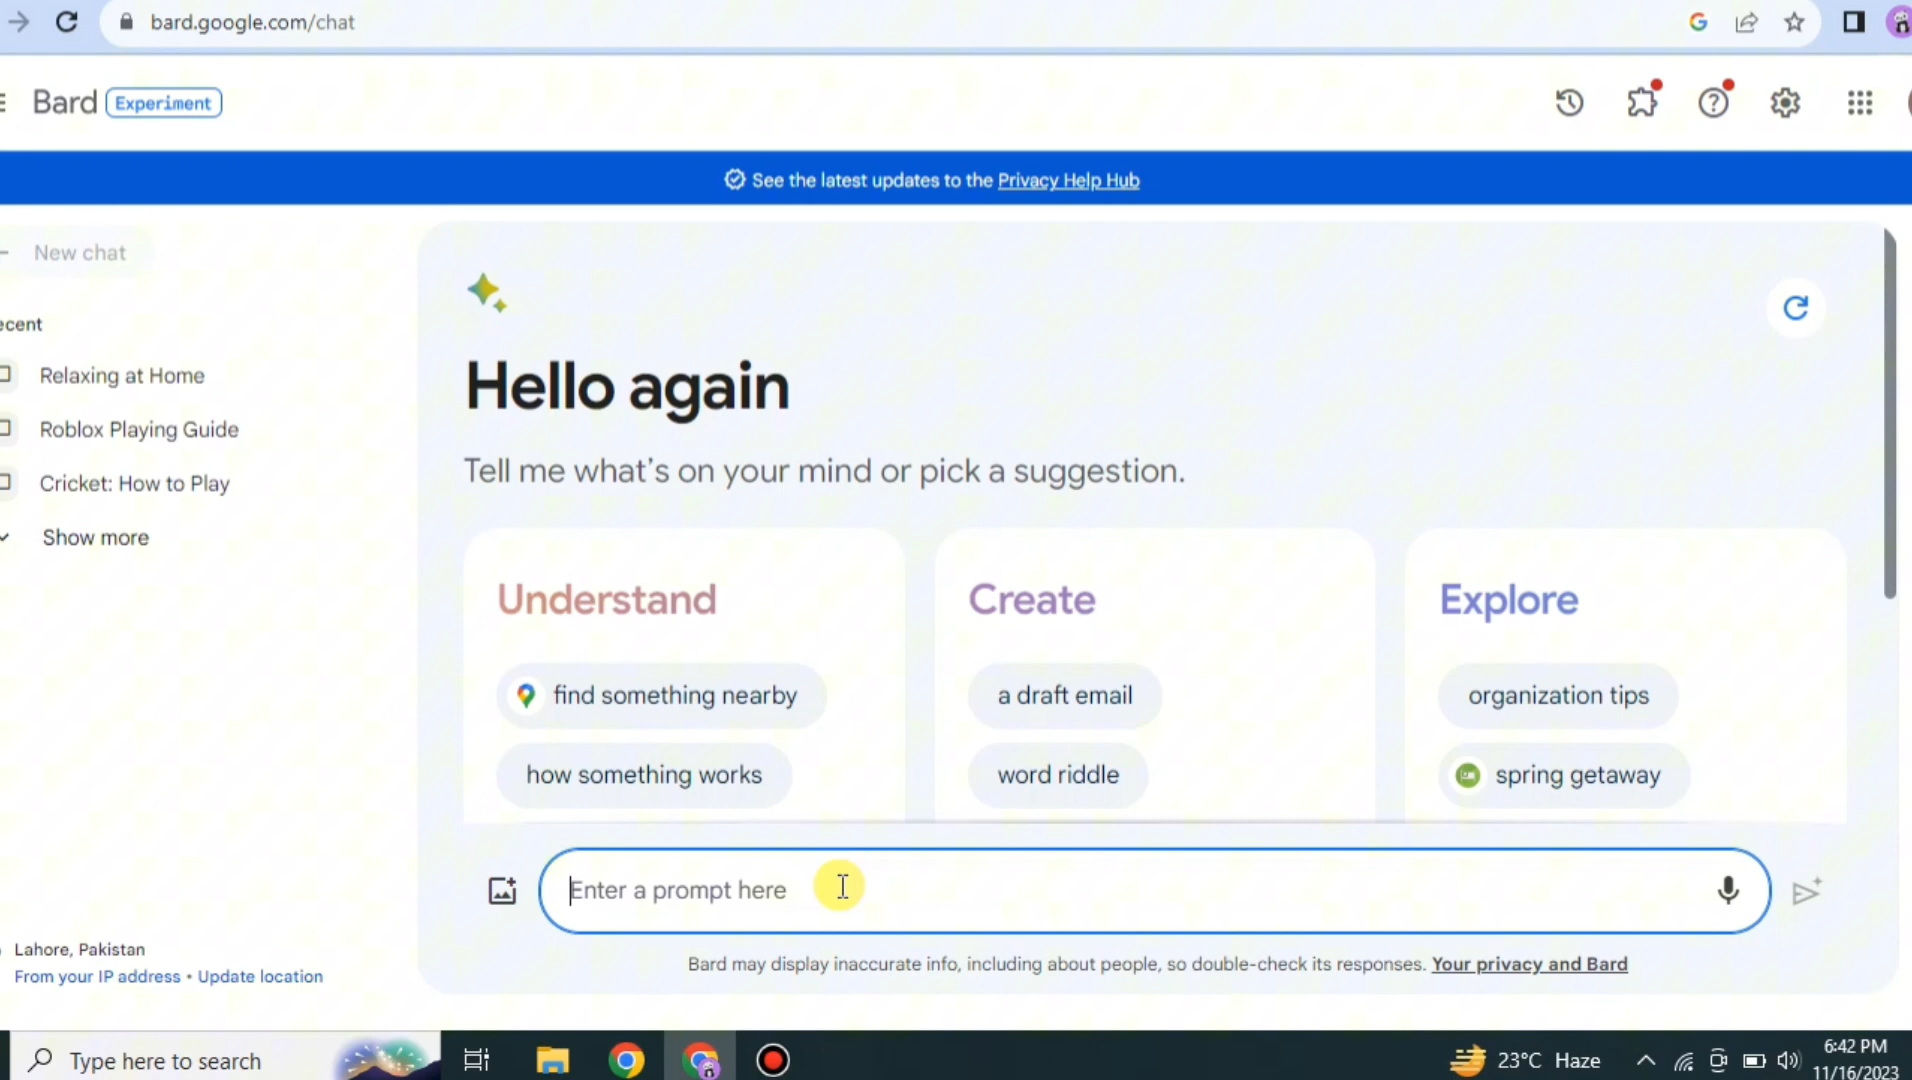 bard.google.com/chat
Bard Experiment
See the latest updates to the Privacy Help Hub
New chat
ecent
Relaxing at Home
Roblox Playing Guide
Cricket: How to Play
Show more
Hello again
Tell me what's on your mind or pick a suggestion.
Understand
find something nearby
how something works
Create
a draft email
word riddle
Explore
organization tips
spring getaway
Enter a prompt here
Bard may display inaccurate info, including about people, so double-check its responses. Your privacy and Bard
Lahore, Pakistan
From your IP address • Update location
Type here to search
23°C Haze
6:42 PM
11/16/2023